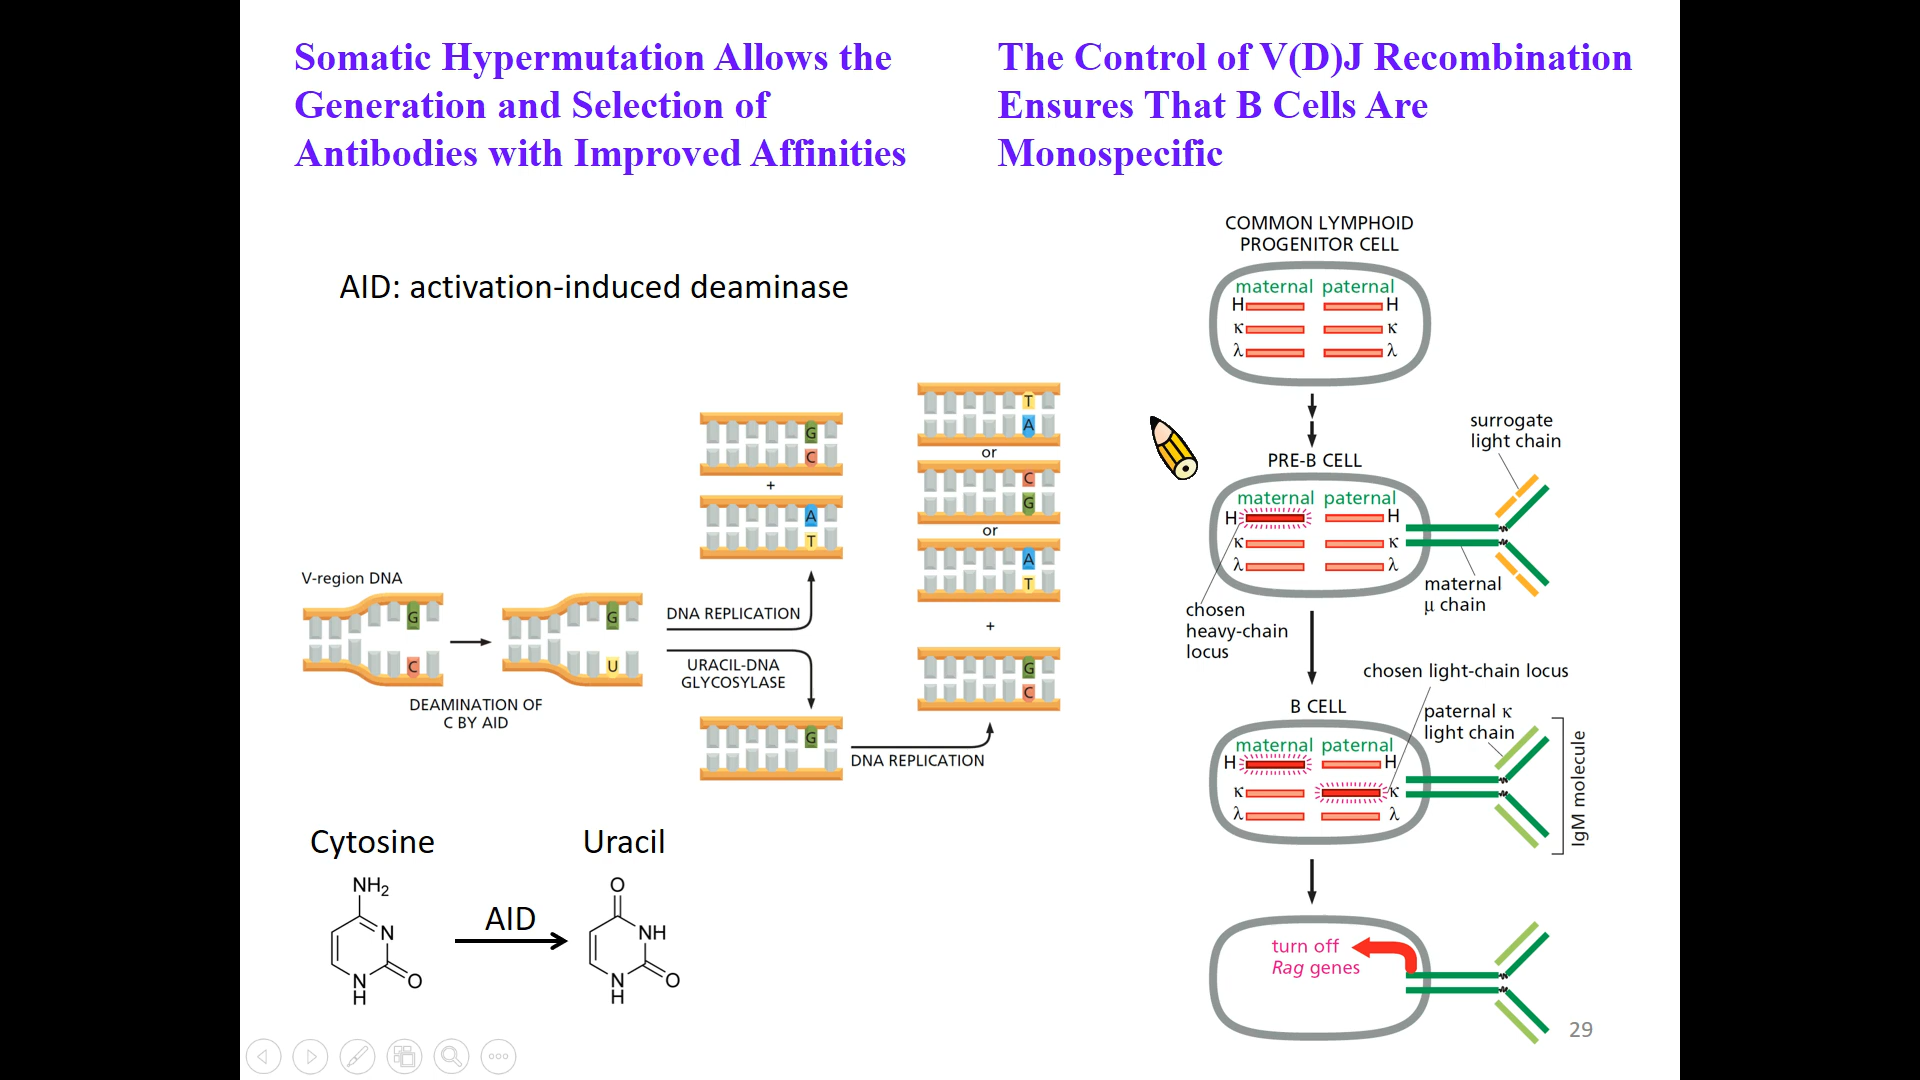 Somatic Hypermutation Allows the
Generation and Selection of
Antibodies with Improved Affinities
The Control of V(D)J Recombination
Ensures That B Cells Are
Monospecific
AID: activation-induced deaminase
V-region DNA
G
C
DEAMINATION OF
C BY AID
G
U
DNA REPLICATION
URACIL-DNA
GLYCOSYLASE
G
C
+
A
T
G
DNA REPLICATION
T
A
or
C
G
or
A
T
+
G
C
Cytosine
NH2
N
O
N
H
AID
Uracil
O
NH
O
N
H
COMMON LYMPHOID
PROGENITOR CELL
maternal paternal
H H
κ κ
λ λ
PRE-B CELL
maternal paternal
H H
κ κ
λ λ
surrogate
light chain
maternal
μ chain
chosen
heavy-chain
locus
chosen light-chain locus
B CELL
maternal paternal
H H
κ κ
λ λ
paternal κ
light chain
IgM molecule
turn off
Rag genes
29